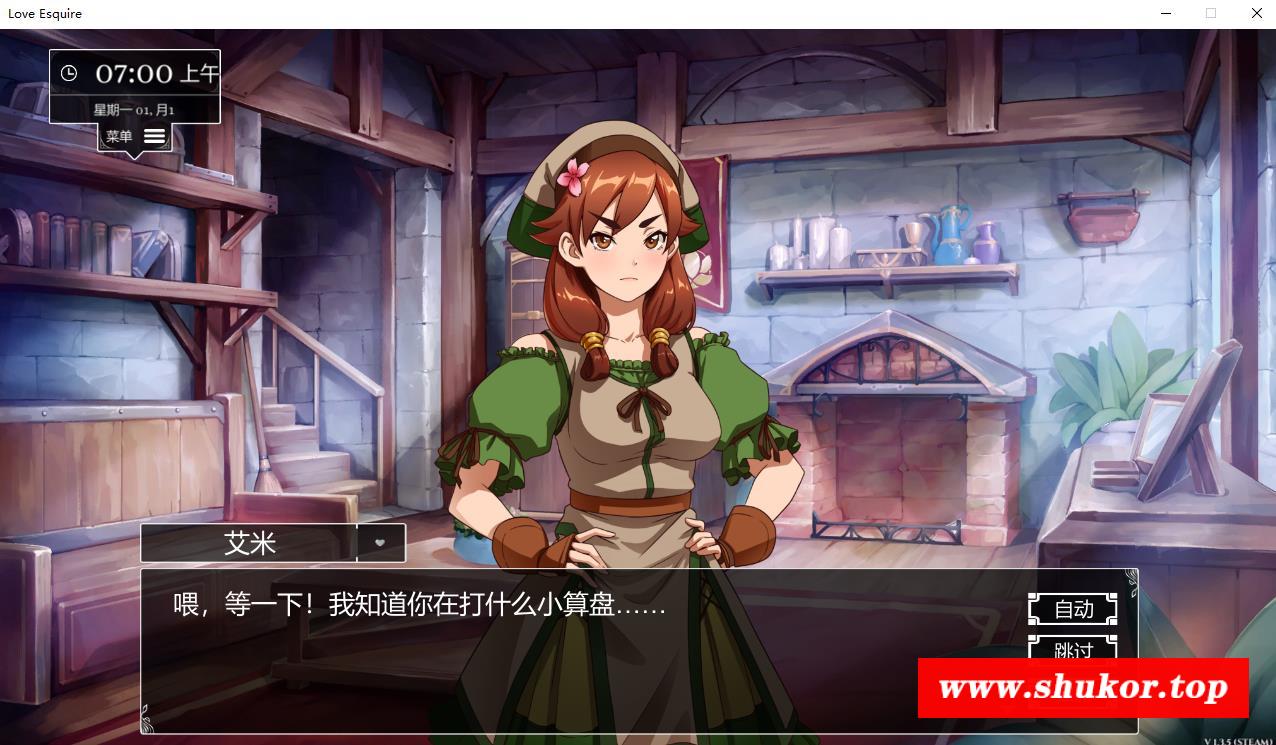 Love Esquire
07:00 上午
星期一 01, 月1
菜单
艾米
喂，等一下！我知道你在打什么小算盘……
自动
跳过
www.shukor.top
V 1.3.5 (STEAM)